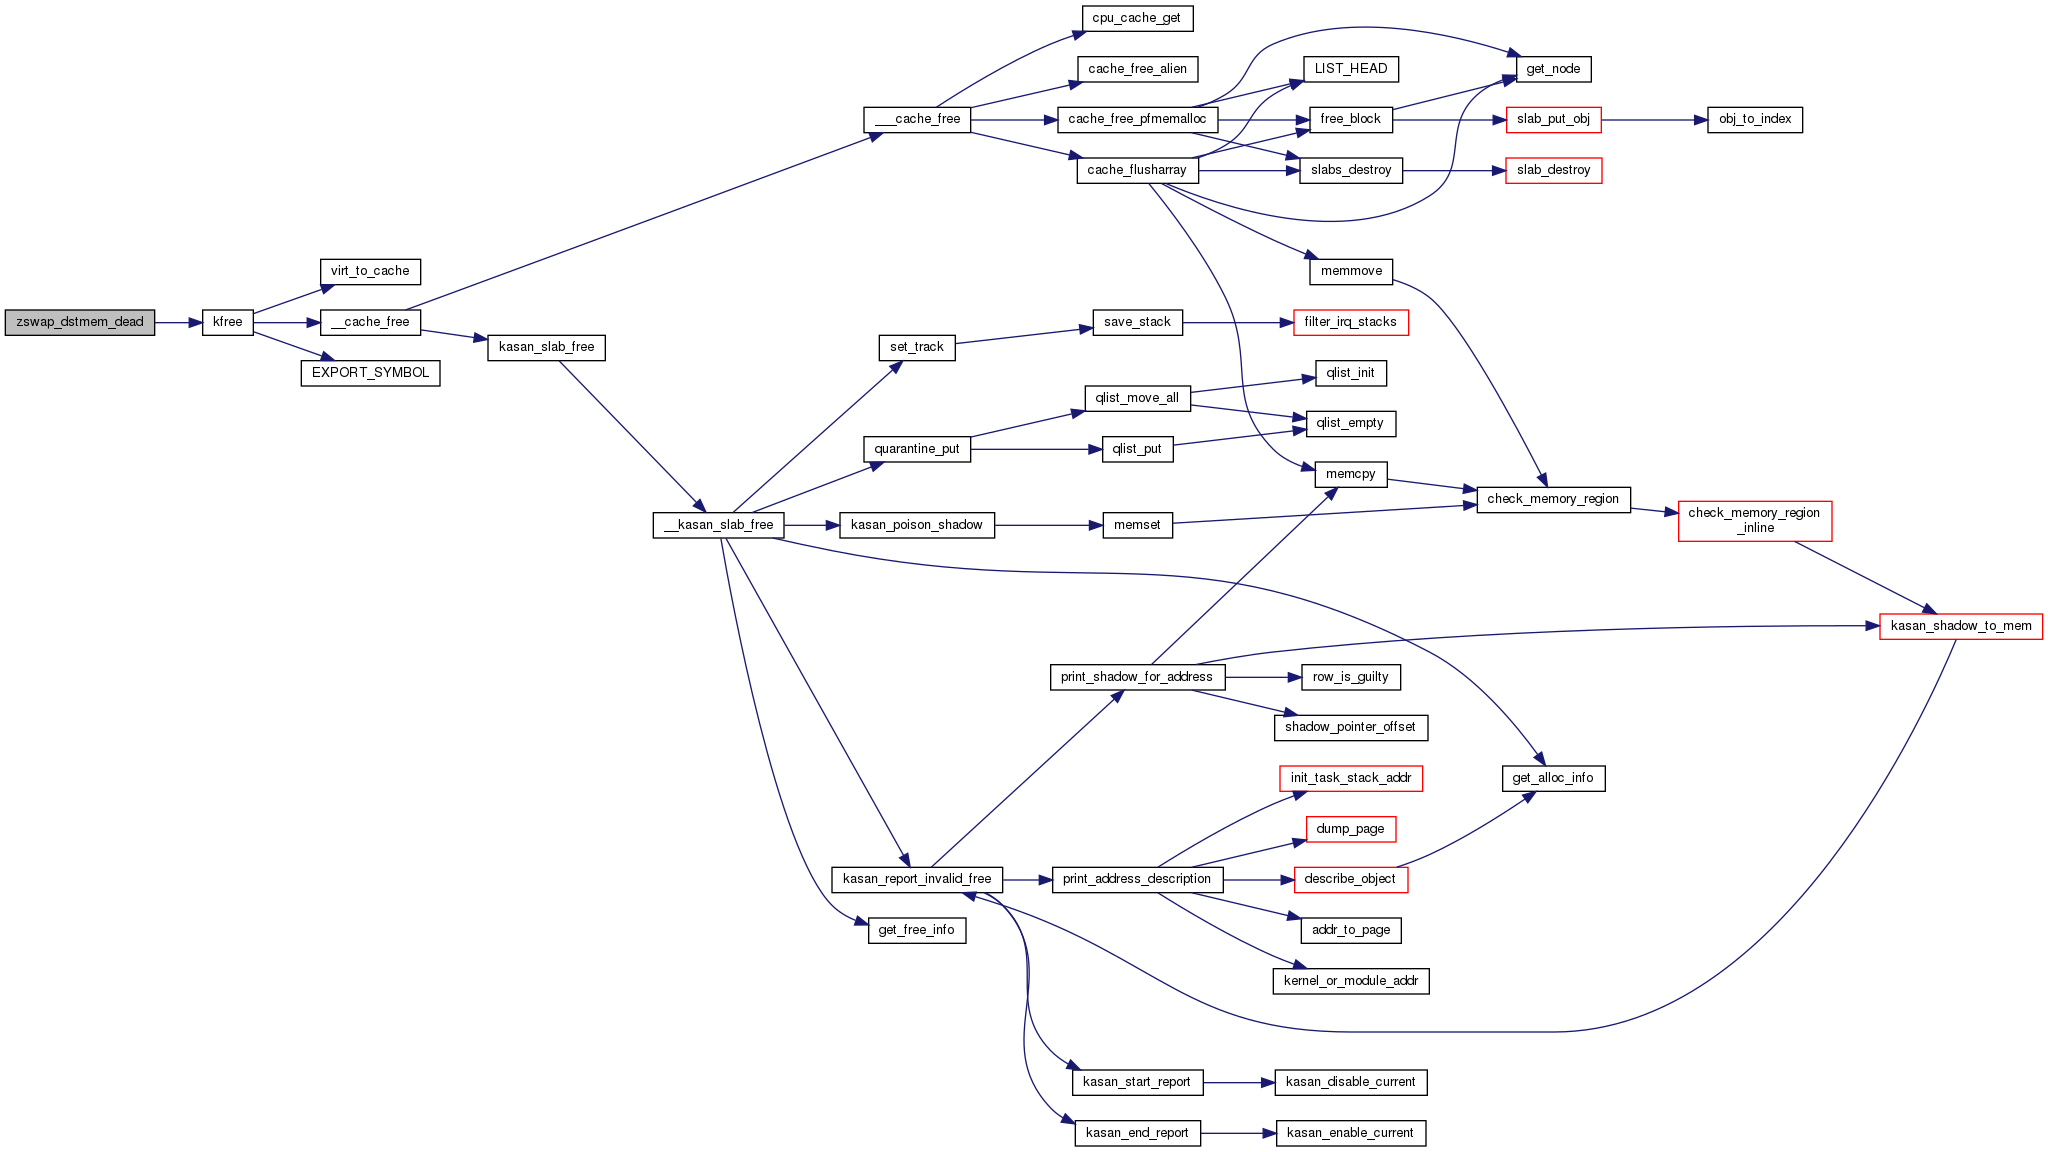 cpu_cache_get
cache_free_alien
LIST_HEAD
get_node
___cache_free
cache_free_pfmemalloc
free_block
slab_put_obj
obj_to_index
cache_flusharray
slabs_destroy
slab_destroy
virt_to_cache
memmove
zswap_dstmem_dead
kfree
__cache_free
save_stack
filter_irq_stacks
kasan_slab_free
set_track
EXPORT_SYMBOL
qlist_init
qlist_move_all
qlist_empty
quarantine_put
qlist_put
memcpy
check_memory_region
check_memory_region
_inline
__kasan_slab_free
kasan_poison_shadow
memset
kasan_shadow_to_mem
print_shadow_for_address
row_is_guilty
shadow_pointer_offset
init_task_stack_addr
get_alloc_info
dump_page
kasan_report_invalid_free
print_address_description
describe_object
get_free_info
addr_to_page
kernel_or_module_addr
kasan_start_report
kasan_disable_current
kasan_end_report
kasan_enable_current